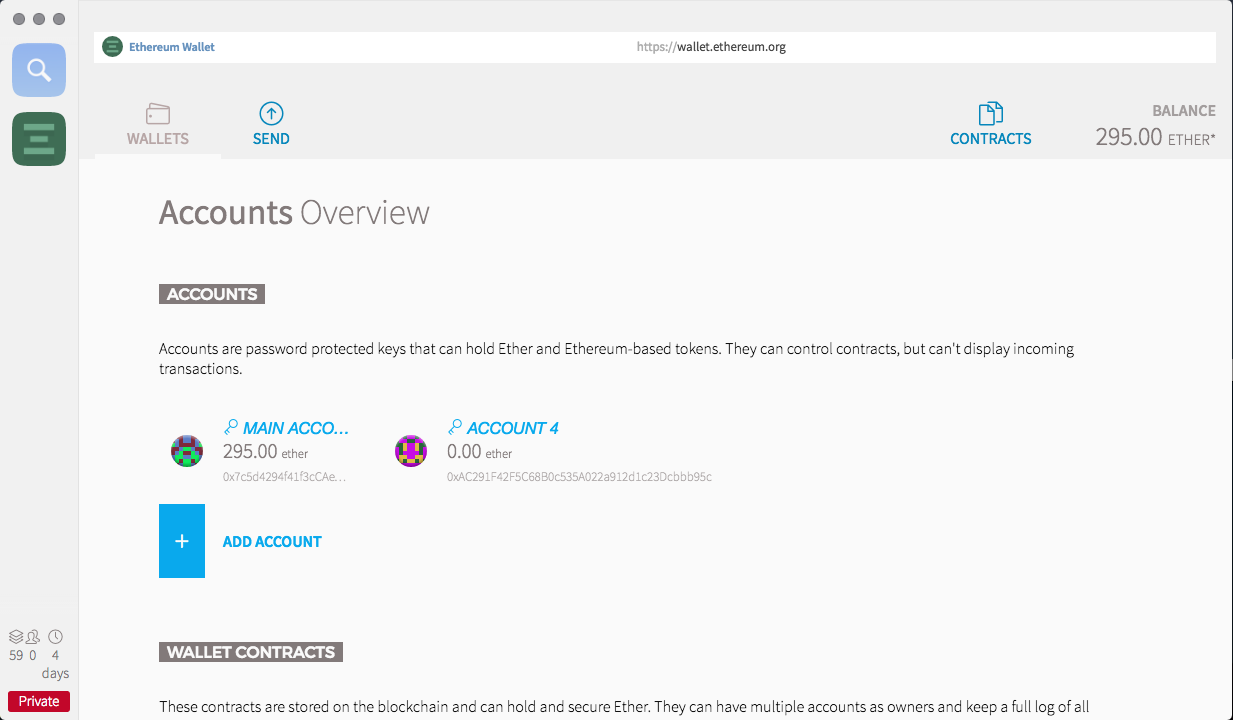 Ethereum Wallet
https://wallet.ethereum.org
WALLETS
SEND
CONTRACTS
BALANCE
295.00 ETHER*
Accounts Overview
ACCOUNTS
Accounts are password protected keys that can hold Ether and Ethereum-based tokens. They can control contracts, but can't display incoming
transactions.
MAIN ACCO...
295.00 ether
0x7c5d4294f41f3cCAe...
ACCOUNT 4
0.00 ether
0xAC291F42F5C68B0c535A022a912d1c23Dcbbb95c
+
ADD ACCOUNT
WALLET CONTRACTS
These contracts are stored on the blockchain and can hold and secure Ether. They can have multiple accounts as owners and keep a full log of all
59 0 4
days
Private